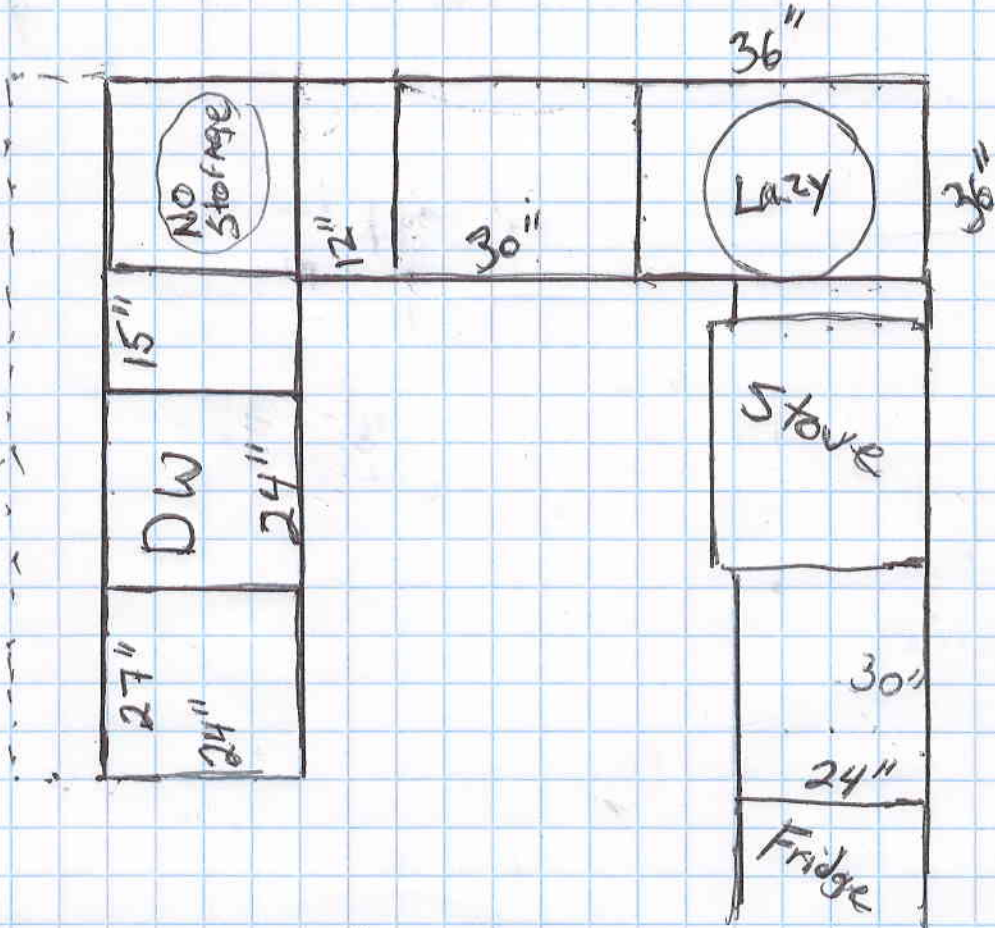 36"
No
Storage
12"
30"
Lazy
36"
15"
Stove
DW
24"
27"
24"
30"
24"
Fridge